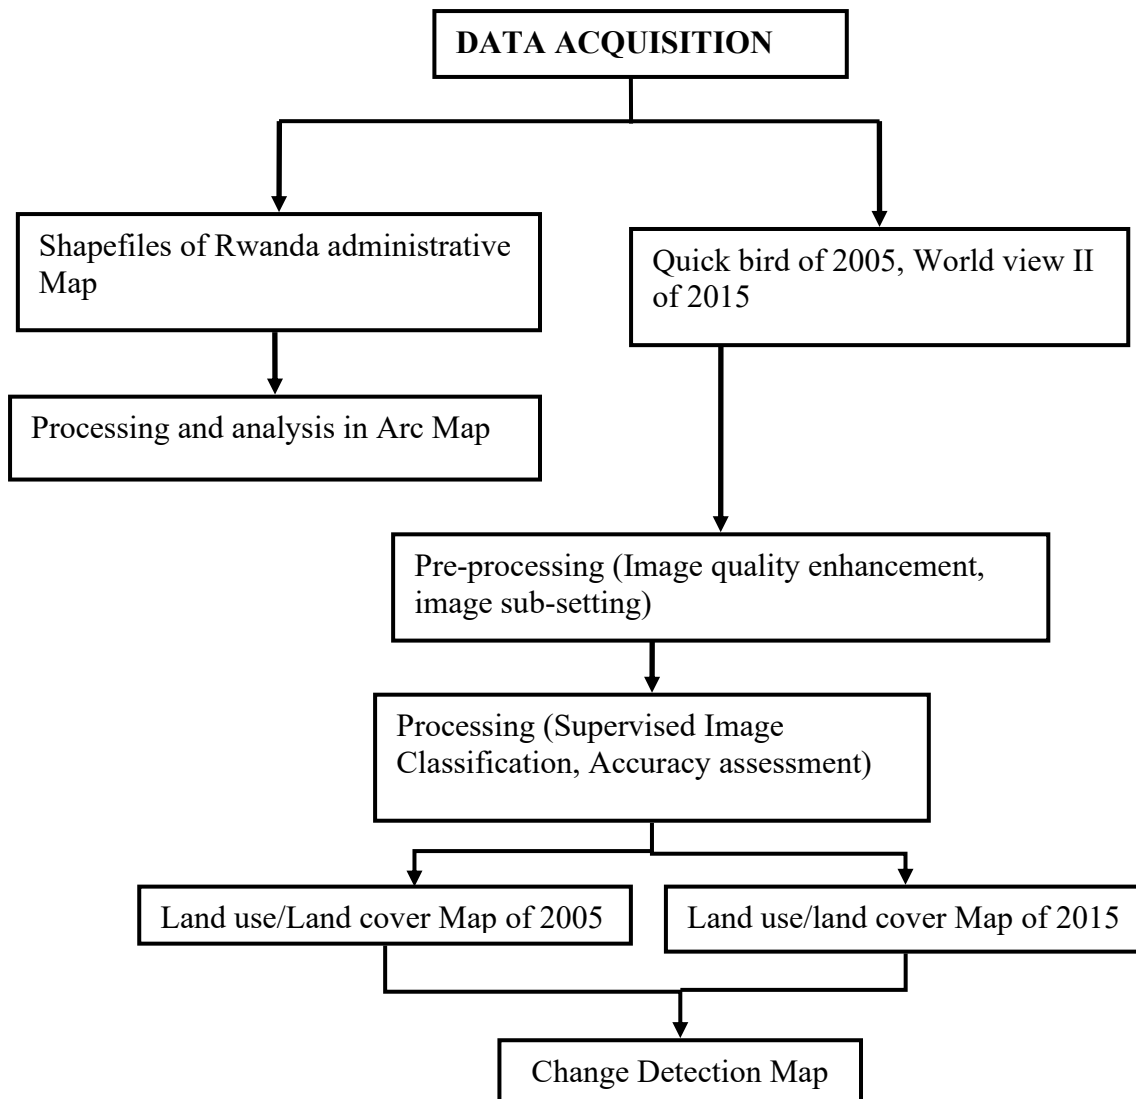 DATA ACQUISITION
Shapefiles of Rwanda administrative
Map
Quick bird of 2005, World view II
of 2015
Processing and analysis in Arc Map
Pre-processing (Image quality enhancement,
image sub-setting)
Processing (Supervised Image
Classification, Accuracy assessment)
Land use/Land cover Map of 2005
Land use/land cover Map of 2015
Change Detection Map